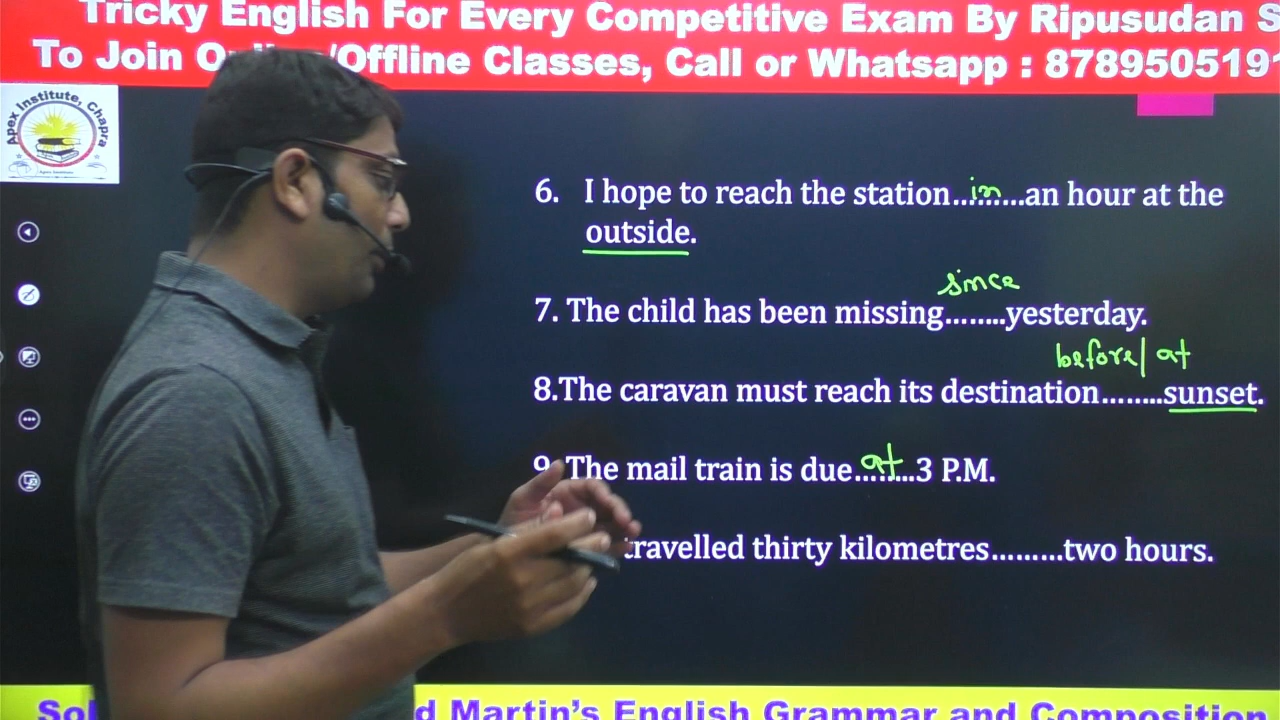 Tricky English For Every Competitive Exam By Ripusudan S
To Join /Offline Classes, Call or Whatsapp : 878950519
Apex Institute, Chapra
6. I hope to reach the station...in...an hour at the
outside.
since
7. The child has been missing........yesterday.
before/ at
8.The caravan must reach its destination........sunset.
9. The mail train is due...at...3 P.M.
travelled thirty kilometres.........two hours.
d Martin's English Grammar and Composition